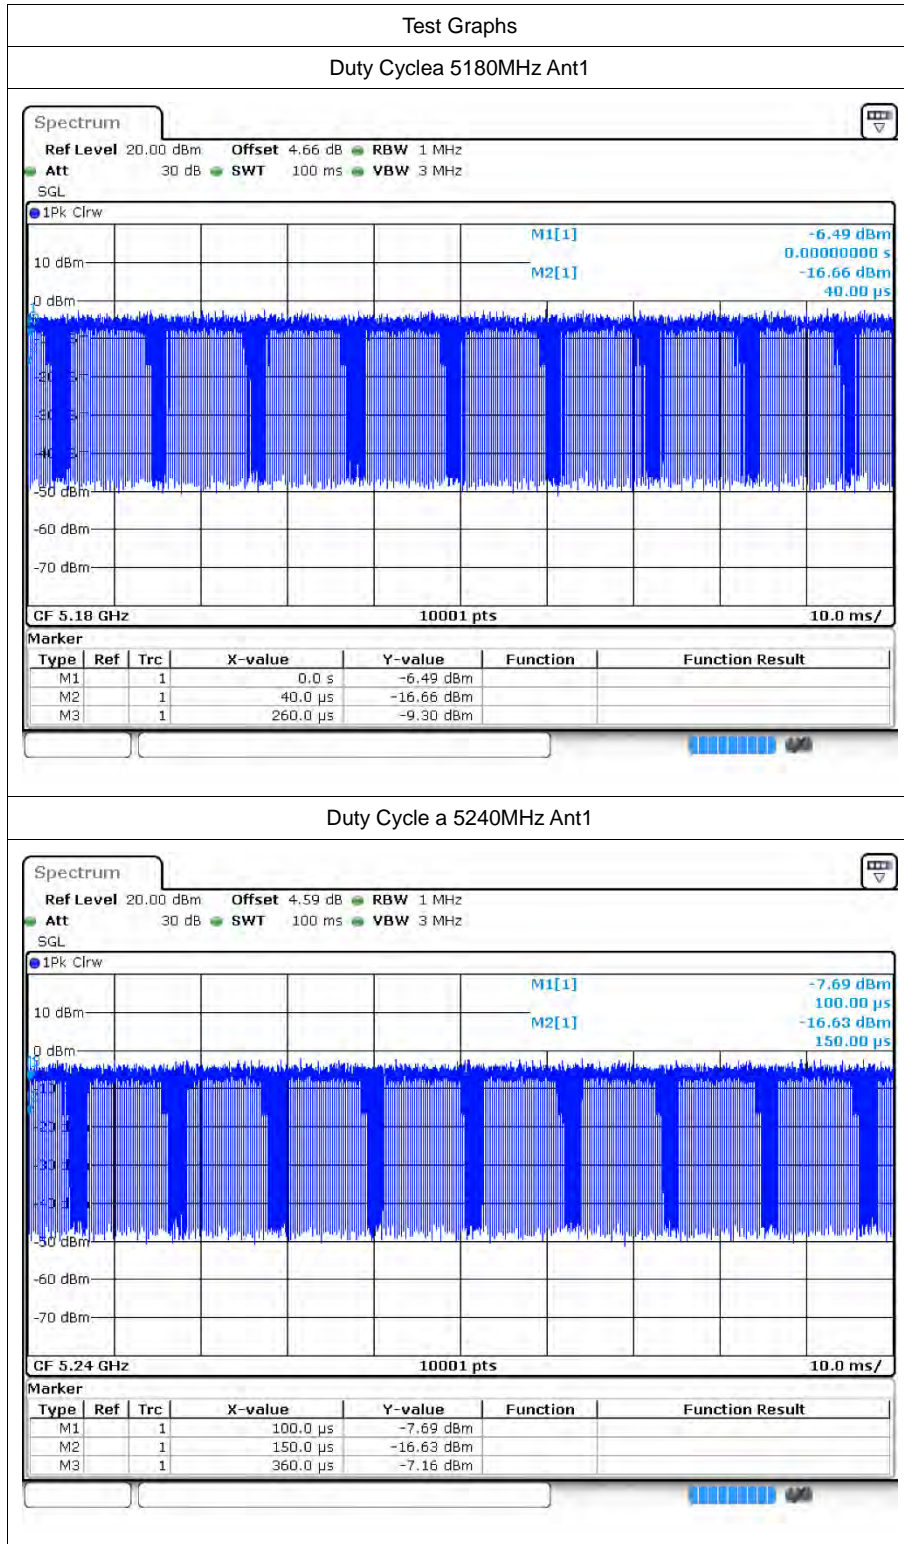 Test Graphs
Duty Cyclea 5180MHz Ant1
Spectrum
Ref Level 20.00 dBm Offset 4.66 dB RBW 1 MHz
Att 30 dB SWT 100 ms VBW 3 MHz
SGL
1Pk Clrw
M1[1] -6.49 dBm
0.00000000 s
10 dBm
M2[1] -16.66 dBm
40.00 µs
0 dBm
-50 dBm
-60 dBm
-70 dBm
CF 5.18 GHz 10001 pts 10.0 ms/
Marker
Type Ref Trc X-value Y-value Function Function Result
M1 1 0.0 s -6.49 dBm
M2 1 40.0 µs -16.66 dBm
M3 1 260.0 µs -9.30 dBm
Duty Cycle a 5240MHz Ant1
Spectrum
Ref Level 20.00 dBm Offset 4.59 dB RBW 1 MHz
Att 30 dB SWT 100 ms VBW 3 MHz
SGL
1Pk Clrw
M1[1] -7.69 dBm
100.00 µs
10 dBm
M2[1] -16.63 dBm
150.00 µs
0 dBm
-50 dBm
-60 dBm
-70 dBm
CF 5.24 GHz 10001 pts 10.0 ms/
Marker
Type Ref Trc X-value Y-value Function Function Result
M1 1 100.0 µs -7.69 dBm
M2 1 150.0 µs -16.63 dBm
M3 1 360.0 µs -7.16 dBm